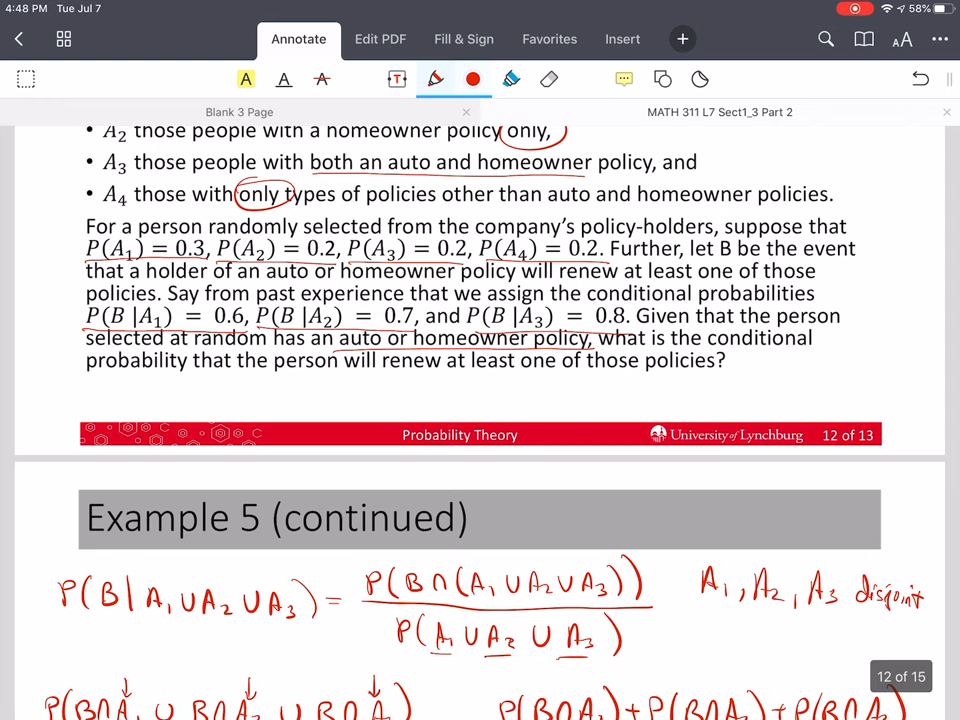 4:48 PM Tue Jul 7 58%
Annotate Edit PDF Fill & Sign Favorites Insert
A A A T
Blank 3 Page MATH 311 L7 Sect1_3 Part 2
• A₂ those people with a homeowner policy only,
• A₃ those people with both an auto and homeowner policy, and
• A₄ those with only types of policies other than auto and homeowner policies.
For a person randomly selected from the company's policy-holders, suppose that
P(A₁) = 0.3, P(A₂) = 0.2, P(A₃) = 0.2, P(A₄) = 0.2. Further, let B be the event
that a holder of an auto or homeowner policy will renew at least one of those
policies. Say from past experience that we assign the conditional probabilities
P(B |A₁) = 0.6, P(B |A₂) = 0.7, and P(B |A₃) = 0.8. Given that the person
selected at random has an auto or homeowner policy, what is the conditional
probability that the person will renew at least one of those policies?
Probability Theory University of Lynchburg 12 of 13
Example 5 (continued)
P(B|A₁ ∪ A₂ ∪ A₃) = P(B∩(A₁ ∪ A₂ ∪ A₃)) / P(A₁ ∪ A₂ ∪ A₃) A₁, A₂, A₃ disjoint
12 of 15
P(B∩A₁ ∪ B∩A₂ ∪ B∩A₃) P(B∩A₁) + P(B∩A₂) + P(B∩A₃)